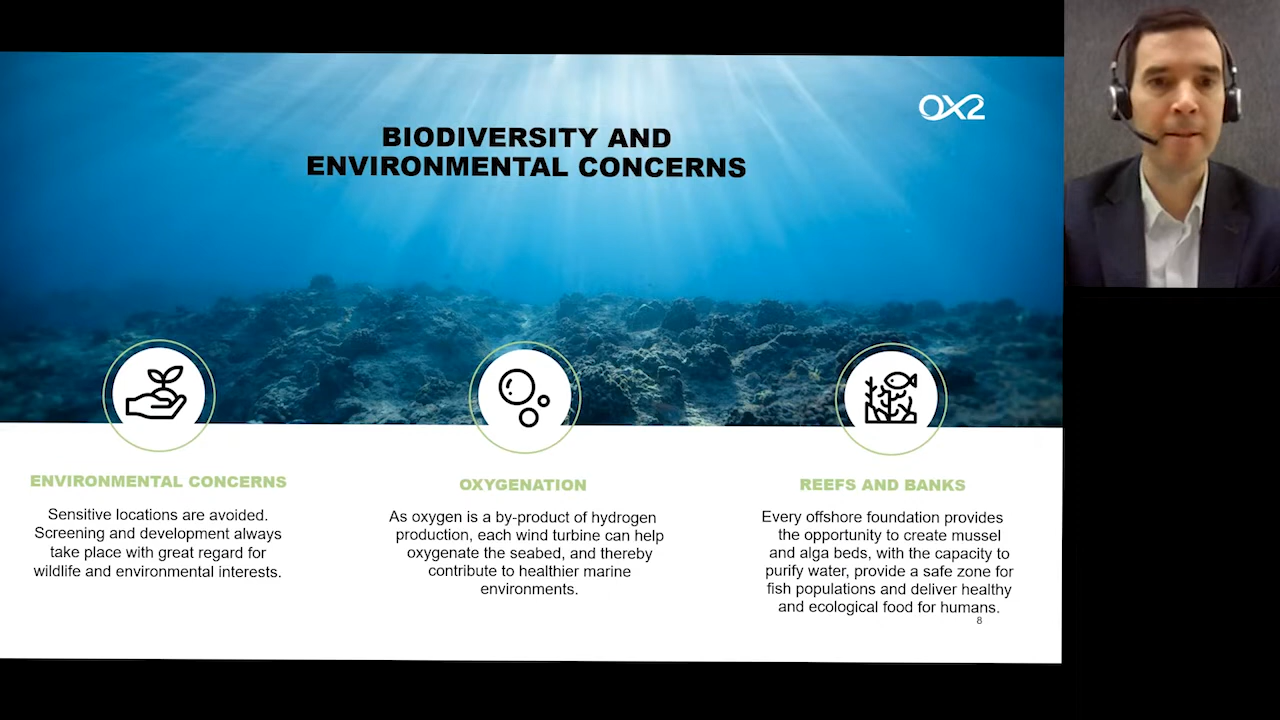 OX2
BIODIVERSITY AND
ENVIRONMENTAL CONCERNS
ENVIRONMENTAL CONCERNS
Sensitive locations are avoided.
Screening and development always
take place with great regard for
wildlife and environmental interests.
OXYGENATION
As oxygen is a by-product of hydrogen
production, each wind turbine can help
oxygenate the seabed, and thereby
contribute to healthier marine
environments.
REEFS AND BANKS
Every offshore foundation provides
the opportunity to create mussel
and alga beds, with the capacity to
purify water, provide a safe zone for
fish populations and deliver healthy
and ecological food for humans.
8